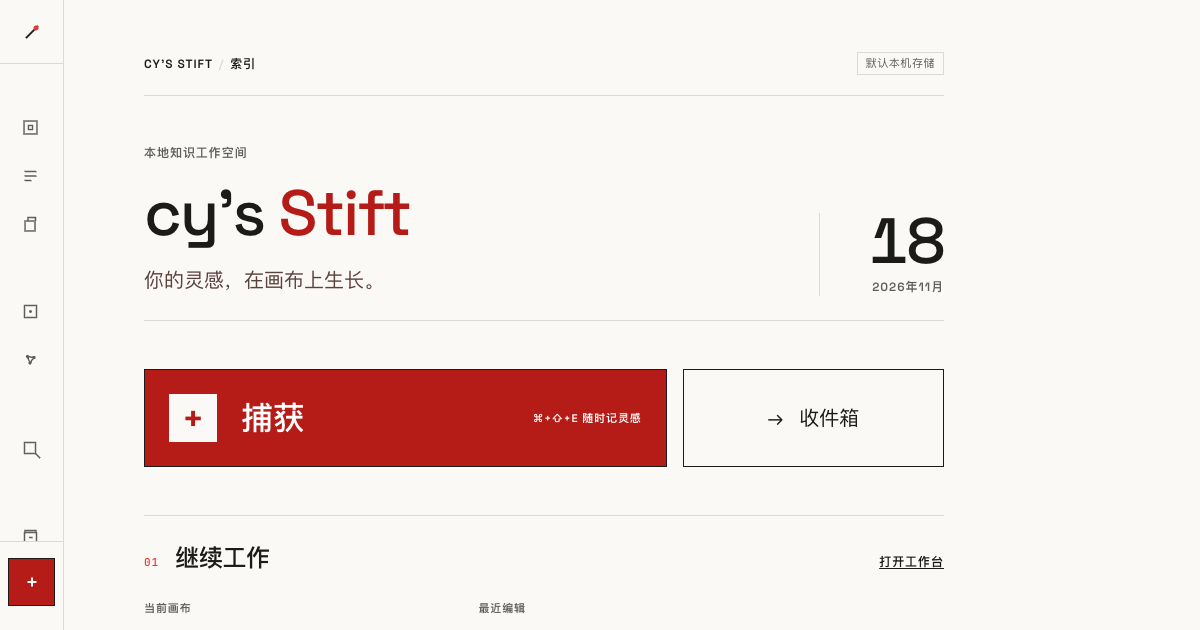 CY’S STIFT / 索引
默认本机存储
本地知识工作空间
cy’s Stift
你的灵感，在画布上生长。
18
2026年11月
+ 捕获
⌘+⇧+E 随时记灵感
→ 收件箱
01 继续工作
打开工作台
当前画布
最近编辑
+